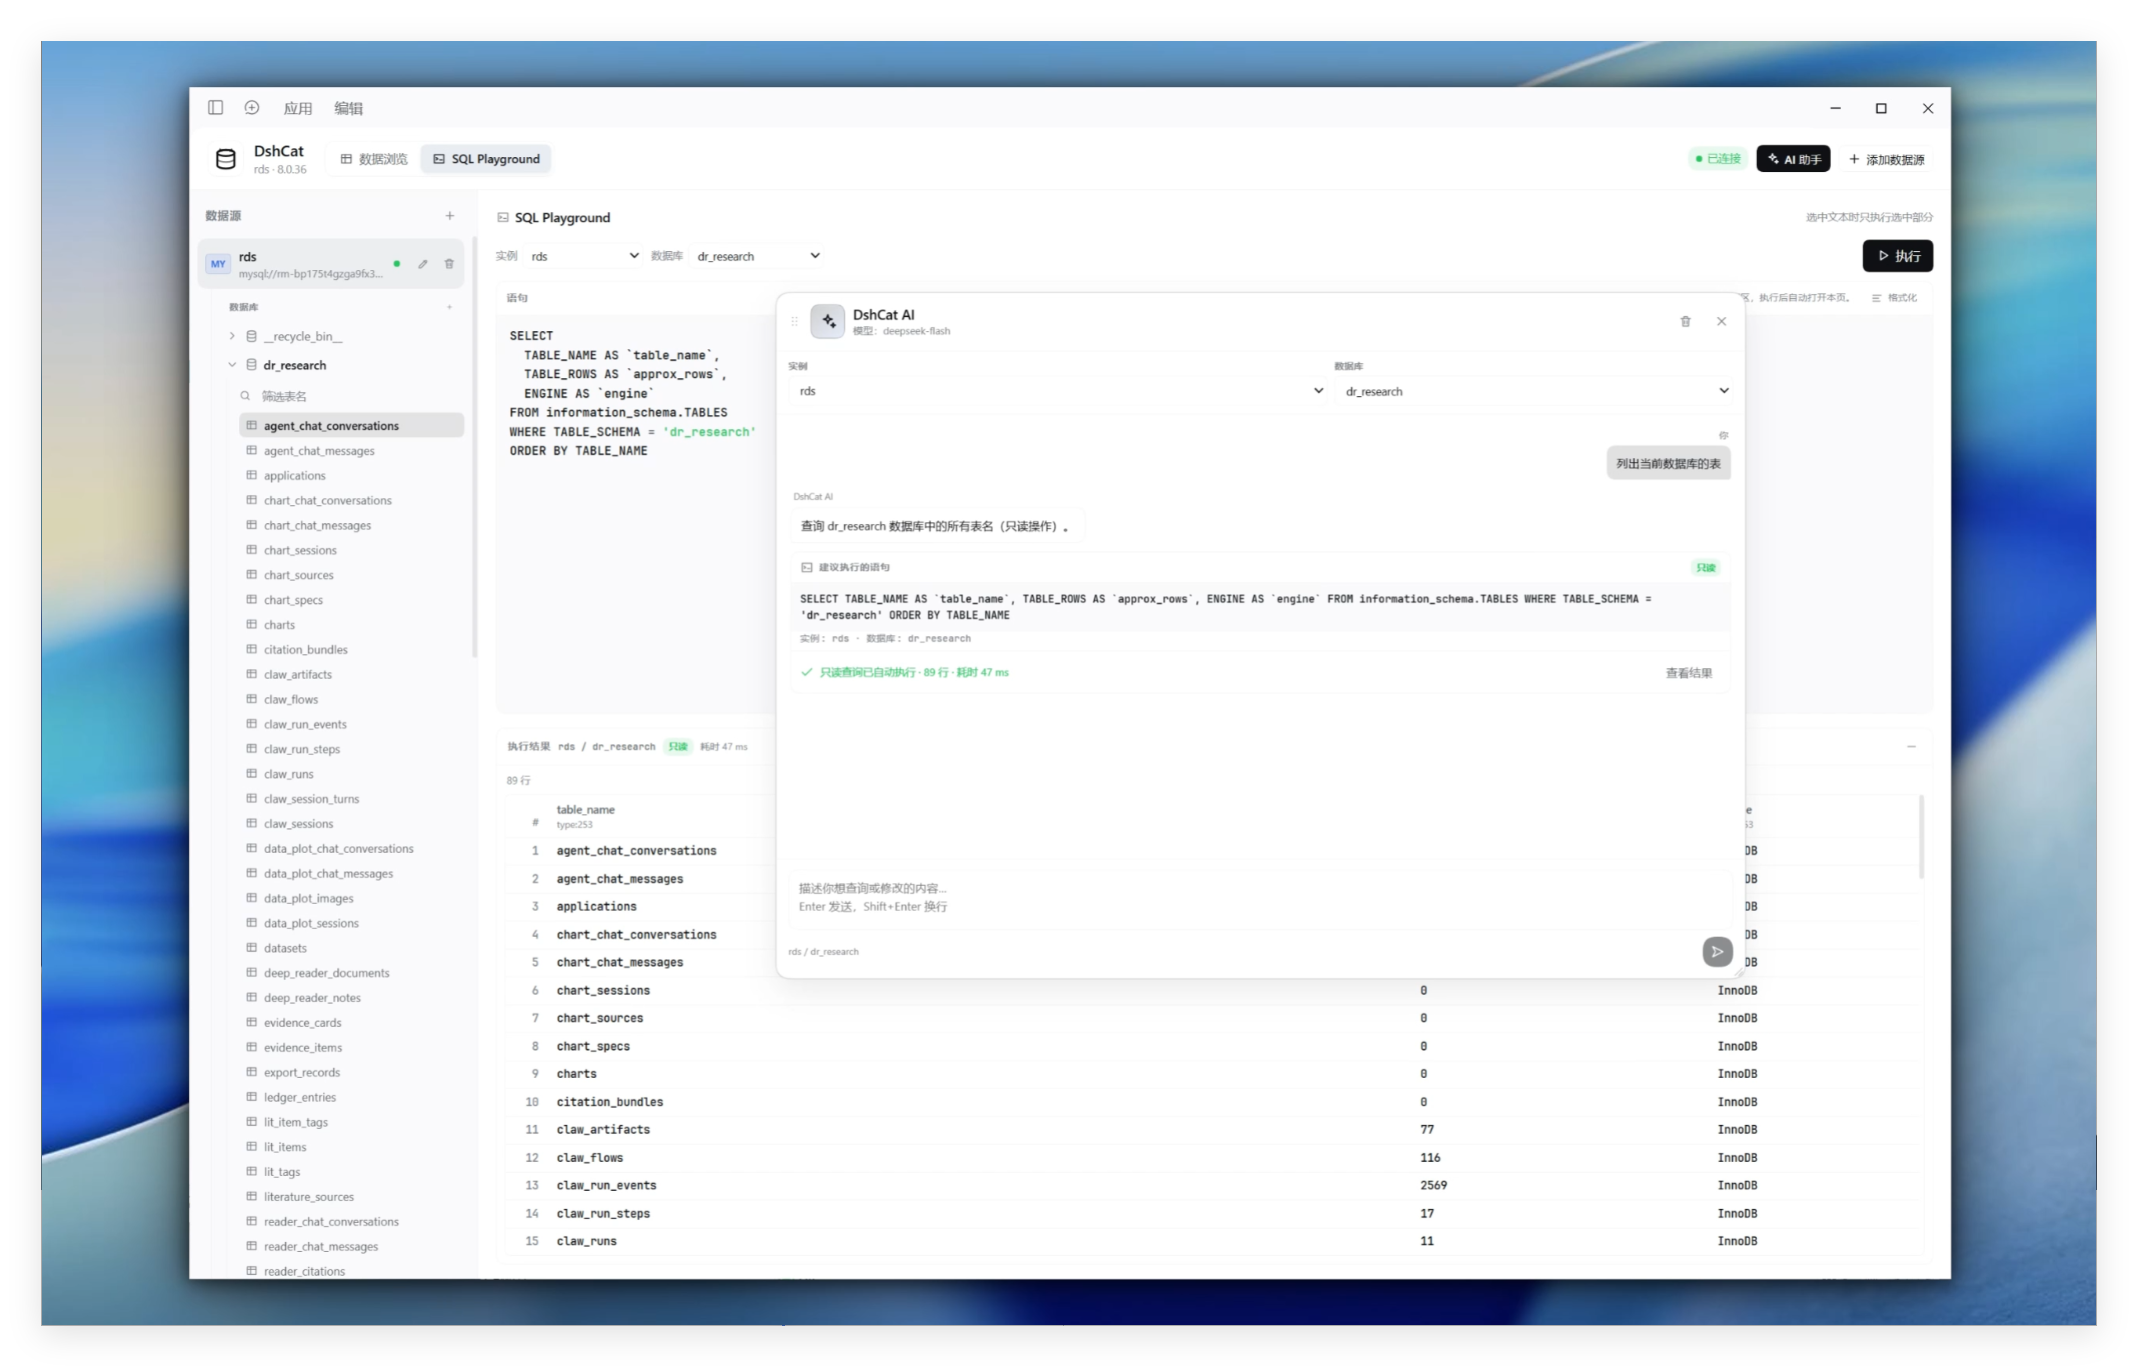 应用 编辑
DshCat
rds · 8.0.36
数据浏览
SQL Playground
已连接
AI 助手
添加数据源
数据源
rds
MY
mysql://rm-bp175t4gzga9fx3...
数据库
__recycle_bin__
dr_research
筛选表名
agent_chat_conversations
agent_chat_messages
applications
chart_chat_conversations
chart_chat_messages
chart_sessions
chart_sources
chart_specs
charts
citation_bundles
claw_artifacts
claw_flows
claw_run_events
claw_run_steps
claw_runs
claw_session_turns
claw_sessions
data_plot_chat_conversations
data_plot_chat_messages
data_plot_images
data_plot_sessions
datasets
deep_reader_documents
deep_reader_notes
evidence_cards
evidence_items
export_records
ledger_entries
lit_item_tags
lit_items
lit_tags
literature_sources
reader_chat_conversations
reader_chat_messages
reader_citations
SQL Playground
选中文本时只执行选中部分
实例 rds 数据库 dr_research
执行
语句
区，执行后自动打开本页。 格式化
SELECT
TABLE_NAME AS `table_name`,
TABLE_ROWS AS `approx_rows`,
ENGINE AS `engine`
FROM information_schema.TABLES
WHERE TABLE_SCHEMA = 'dr_research'
ORDER BY TABLE_NAME
DshCat AI
模型：deepseek-flash
实例 数据库
rds dr_research
你
列出当前数据库的表
DshCat AI
查询 dr_research 数据库中的所有表名（只读操作）。
建议执行的语句 只读
SELECT TABLE_NAME AS `table_name`, TABLE_ROWS AS `approx_rows`, ENGINE AS `engine` FROM information_schema.TABLES WHERE TABLE_SCHEMA =
'dr_research' ORDER BY TABLE_NAME
实例: rds · 数据库: dr_research
只读查询已自动执行 · 89 行 · 耗时 47 ms 查看结果
描述你想查询或修改的内容...
Enter 发送，Shift+Enter 换行
rds / dr_research
执行结果 rds / dr_research 只读 耗时 47 ms
89 行
# table_name e
type:253 53
1 agent_chat_conversations DB
2 agent_chat_messages DB
3 applications DB
4 chart_chat_conversations DB
5 chart_chat_messages DB
6 chart_sessions 0 InnoDB
7 chart_sources 0 InnoDB
8 chart_specs 0 InnoDB
9 charts 0 InnoDB
10 citation_bundles 0 InnoDB
11 claw_artifacts 77 InnoDB
12 claw_flows 116 InnoDB
13 claw_run_events 2569 InnoDB
14 claw_run_steps 17 InnoDB
15 claw_runs 11 InnoDB